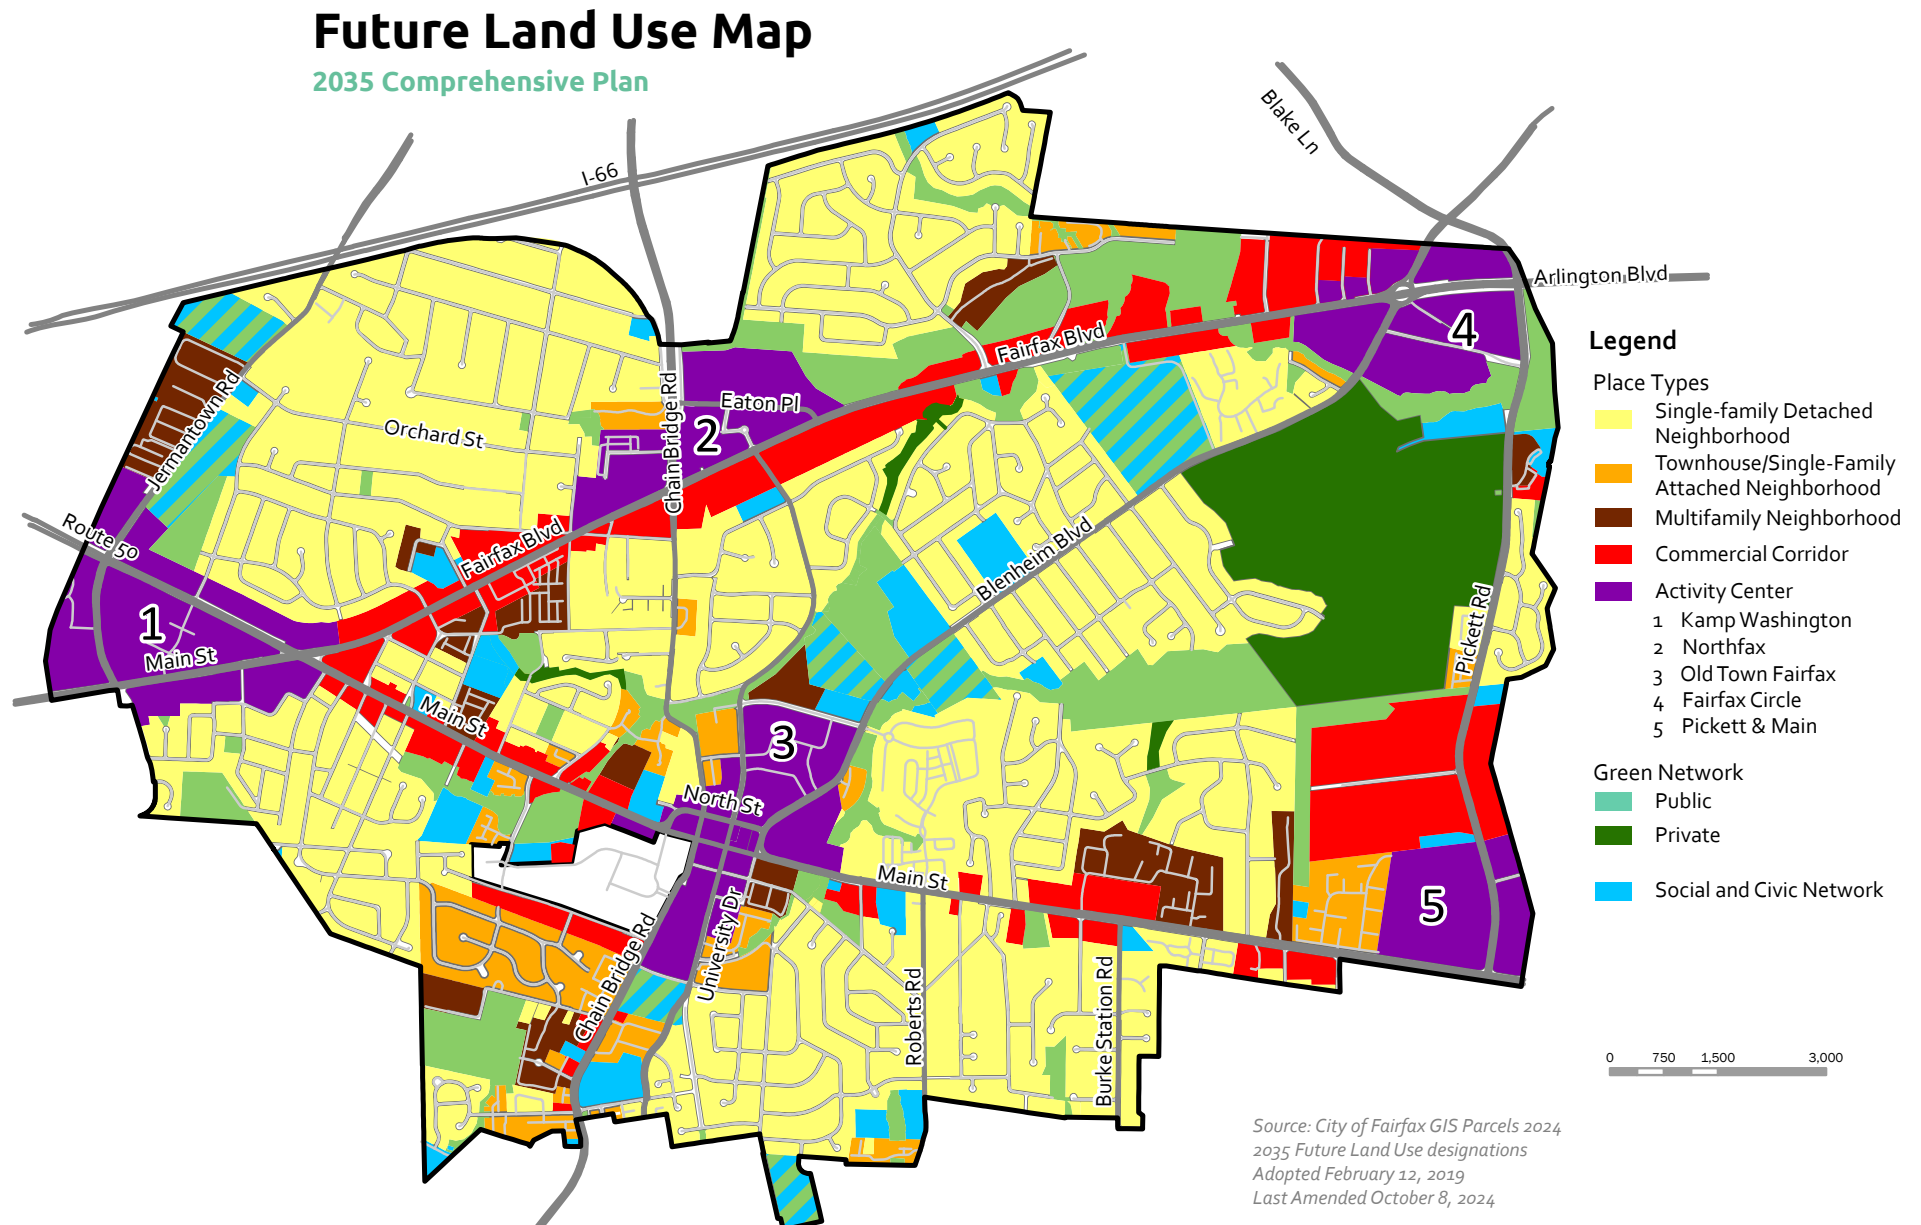 Future Land Use Map
2035 Comprehensive Plan
I-66
Blake Ln
Arlington Blvd
4
Fairfax Blvd
Jermantown Rd
Orchard St
Chain Bridge Rd
Eaton Pl
2
Route 50
Fairfax Blvd
Blenheim Blvd
Pickett Rd
1
Main St
Main St
3
North St
Main St
5
University Dr
Chain Bridge Rd
Roberts Rd
Burke Station Rd
Legend
Place Types
Single-family Detached
Neighborhood
Townhouse/Single-Family
Attached Neighborhood
Multifamily Neighborhood
Commercial Corridor
Activity Center
1 Kamp Washington
2 Northfax
3 Old Town Fairfax
4 Fairfax Circle
5 Pickett & Main
Green Network
Public
Private
Social and Civic Network
0 750 1,500 3,000
Source: City of Fairfax GIS Parcels 2024
2035 Future Land Use designations
Adopted February 12, 2019
Last Amended October 8, 2024